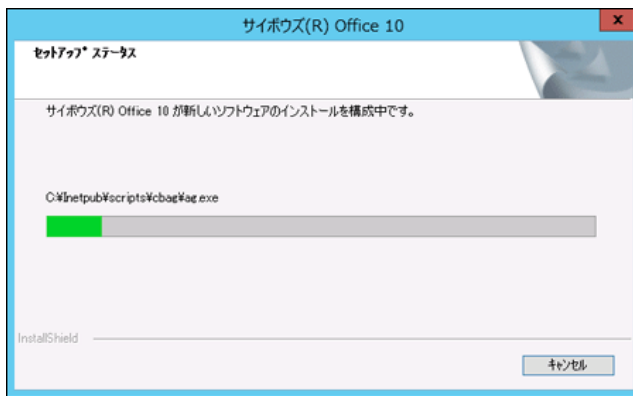 サイボウズ(R) Office 10
x
ｾｯﾄｱｯﾌﾟ ｽﾃｰﾀｽ
サイボウズ(R) Office 10 が新しいソフトウェアのインストールを構成中です。
C:¥Inetpub¥scripts¥cbag¥ag.exe
InstallShield
ｷｬﾝｾﾙ